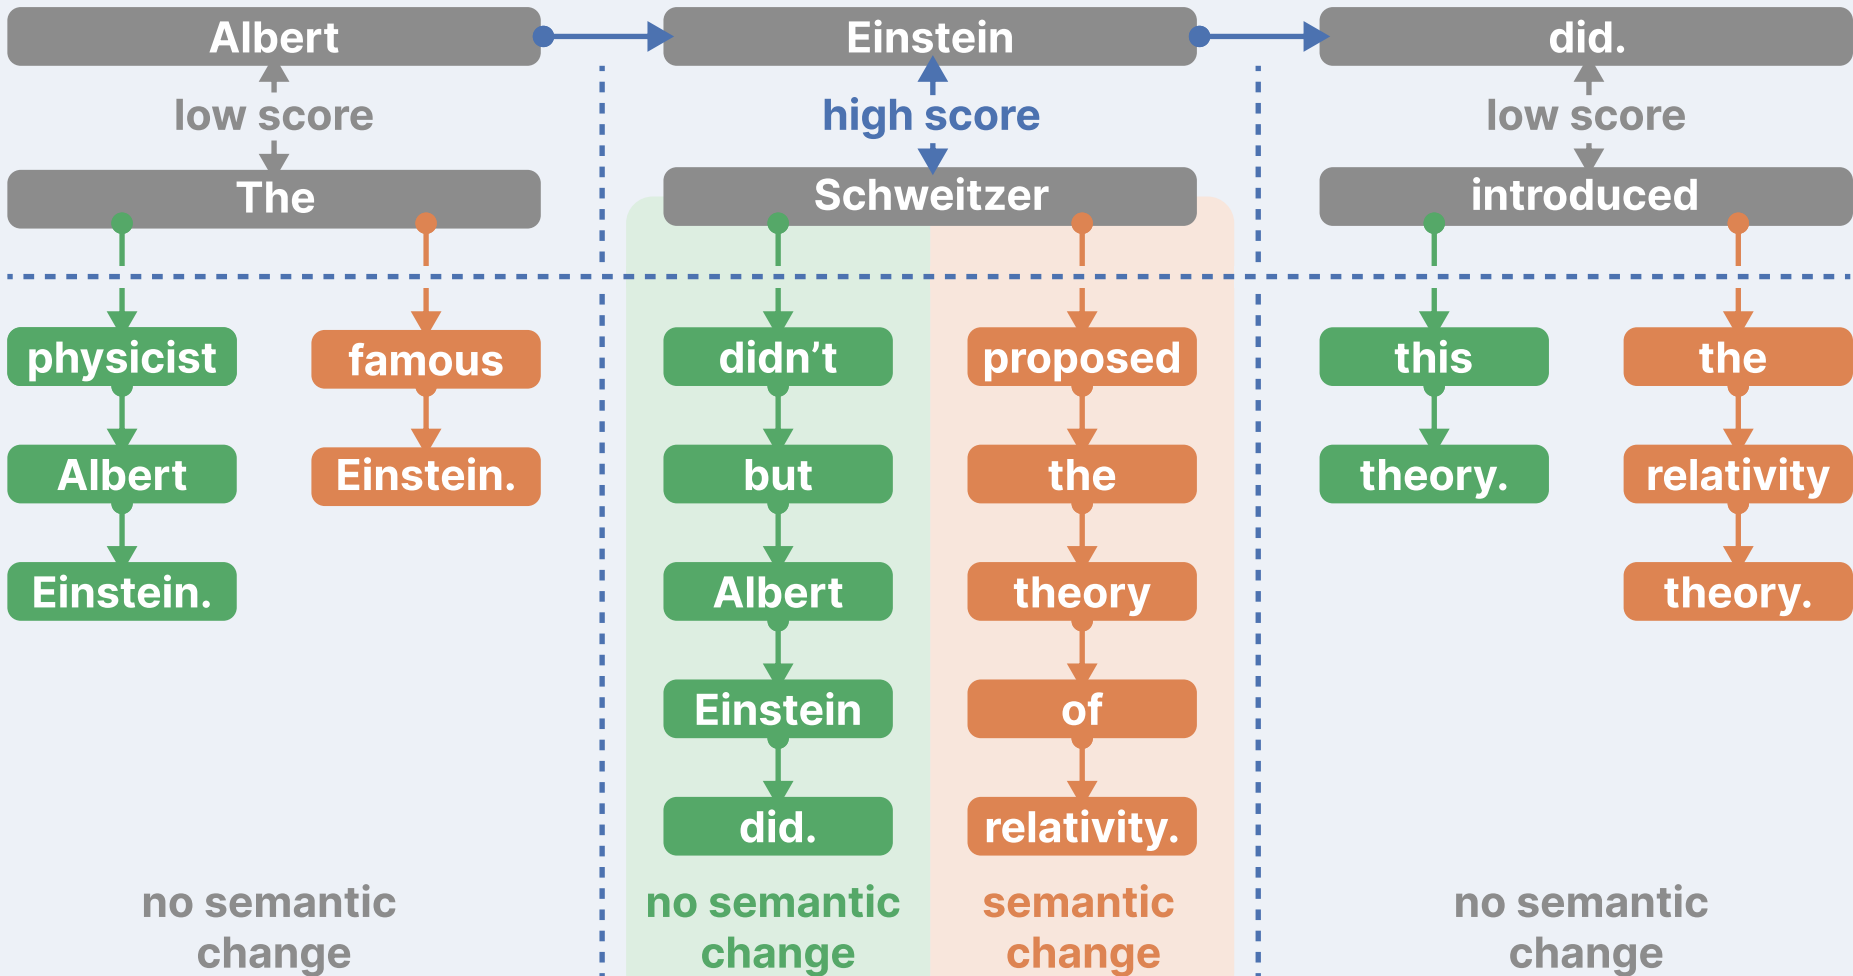 Albert
Einstein
did.
low score
high score
low score
The
Schweitzer
introduced
physicist
famous
didn't
proposed
this
the
Albert
Einstein.
but
the
theory.
relativity
Einstein.
Albert
theory
theory.
Einstein
of
did.
relativity.
no semantic
change
no semantic
change
semantic
change
no semantic
change